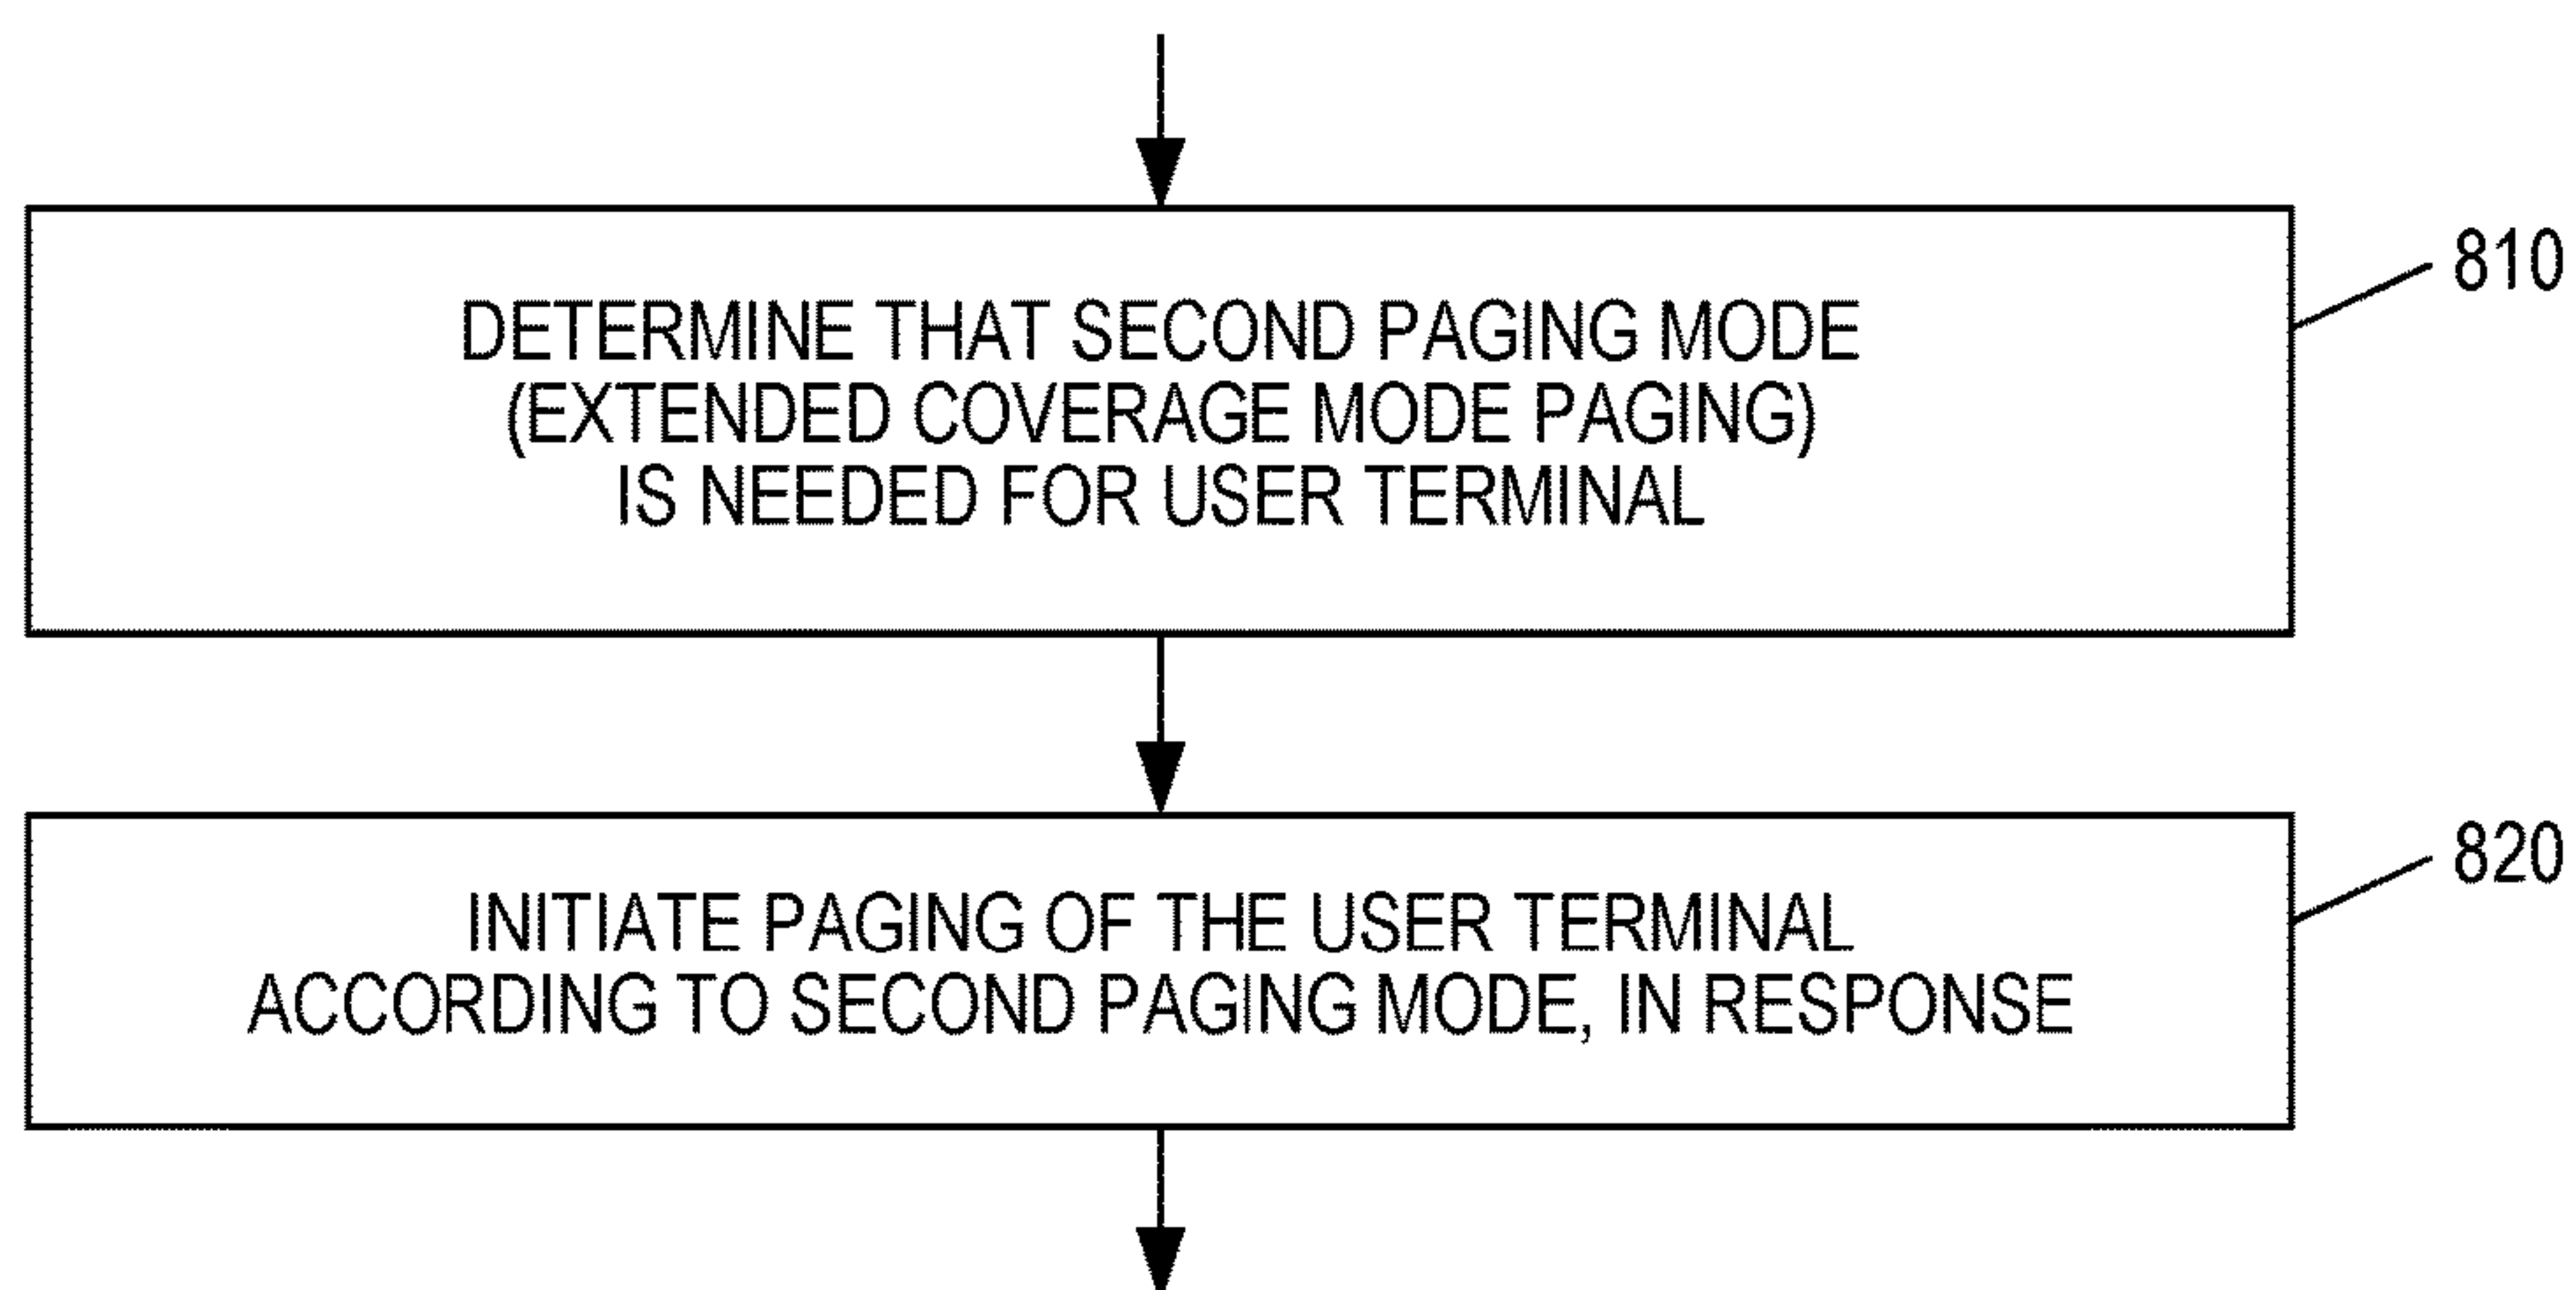 DETERMINE THAT SECOND PAGING MODE
(EXTENDED COVERAGE MODE PAGING)
IS NEEDED FOR USER TERMINAL
810
INITIATE PAGING OF THE USER TERMINAL
ACCORDING TO SECOND PAGING MODE, IN RESPONSE
820